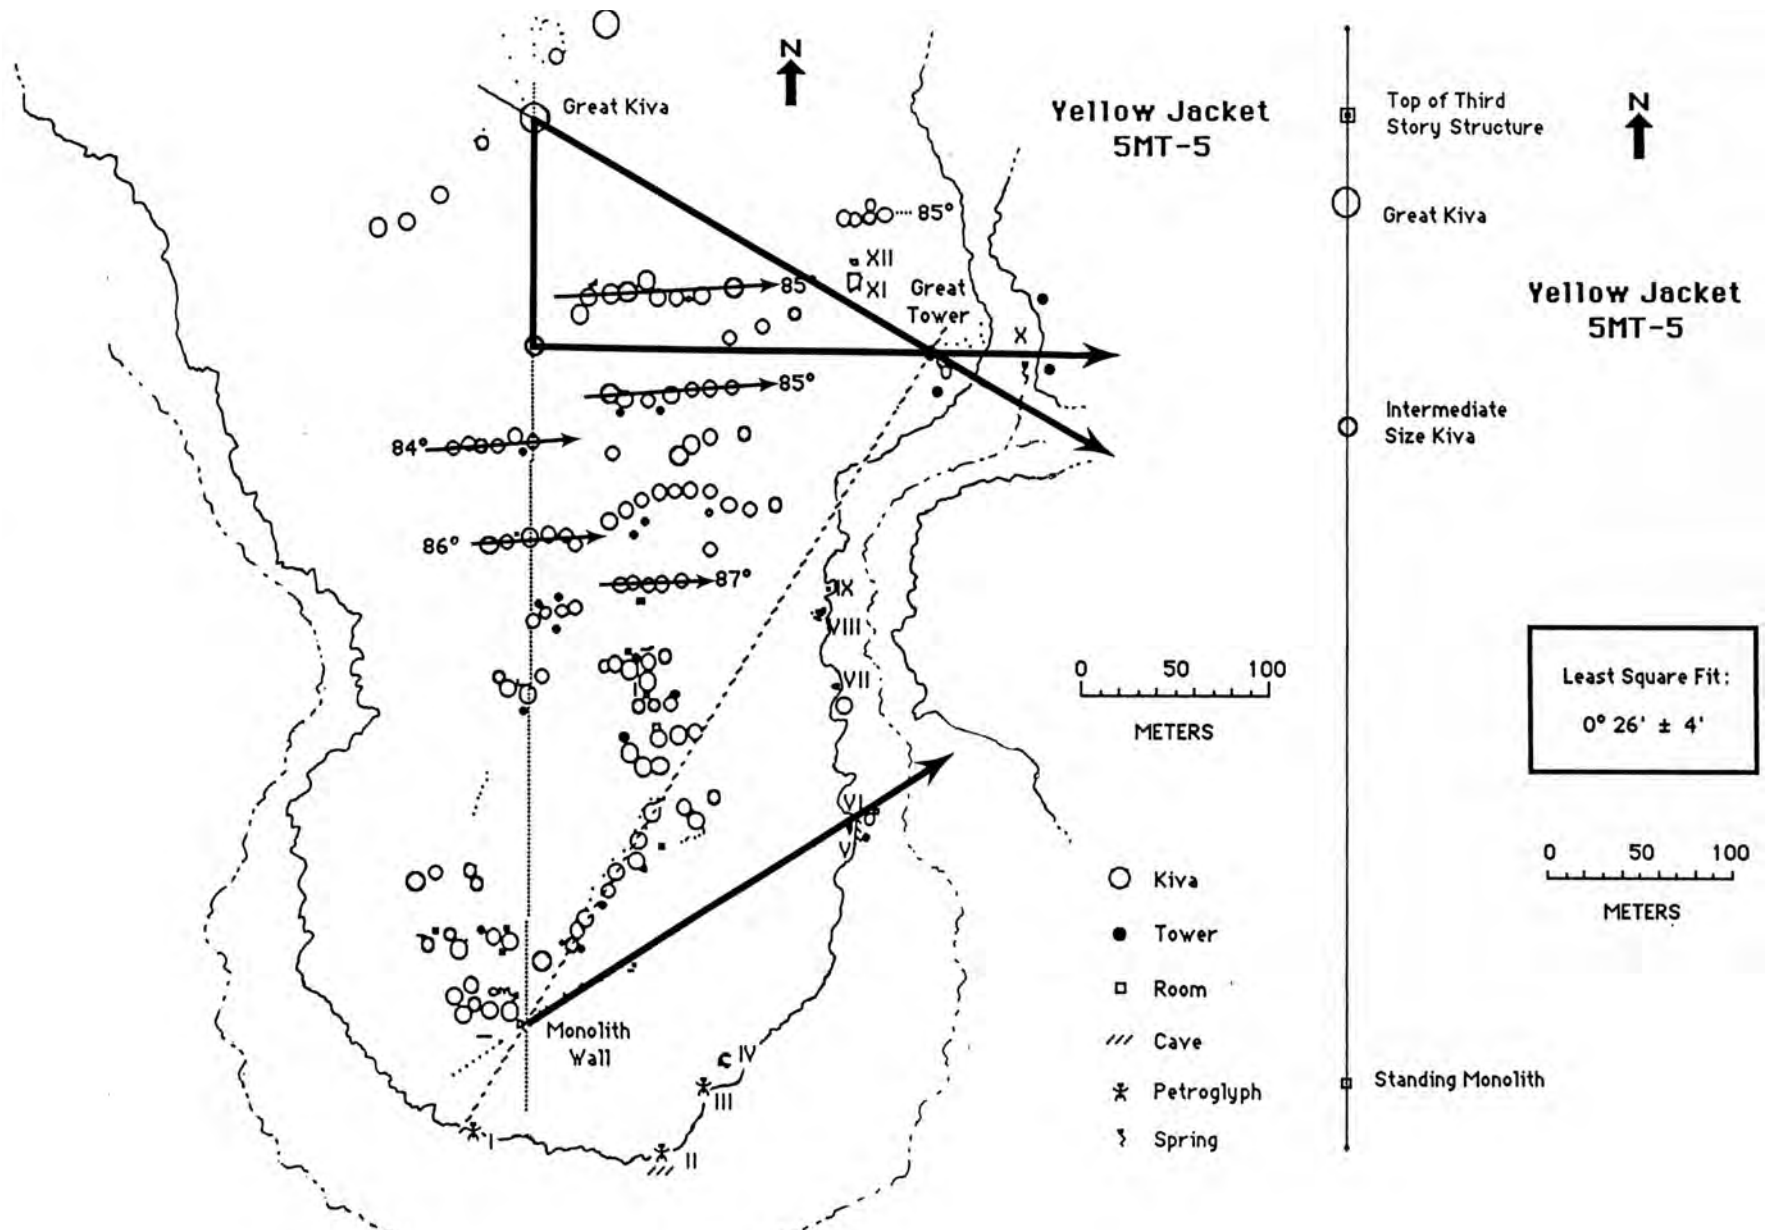 N
Great Kiva
Yellow Jacket
5MT-5
85°
XII
XI
Great
Tower
X
85
85°
84°
86°
87°
IX
VIII
VII
VI
V
Monolith
Wall
IV
III
II
I
0 50 100
METERS
Kiva
Tower
Room
Cave
Petroglyph
Spring
Top of Third
Story Structure
N
Great Kiva
Yellow Jacket
5MT-5
Intermediate
Size Kiva
Least Square Fit:
0° 26' ± 4'
0 50 100
METERS
Standing Monolith